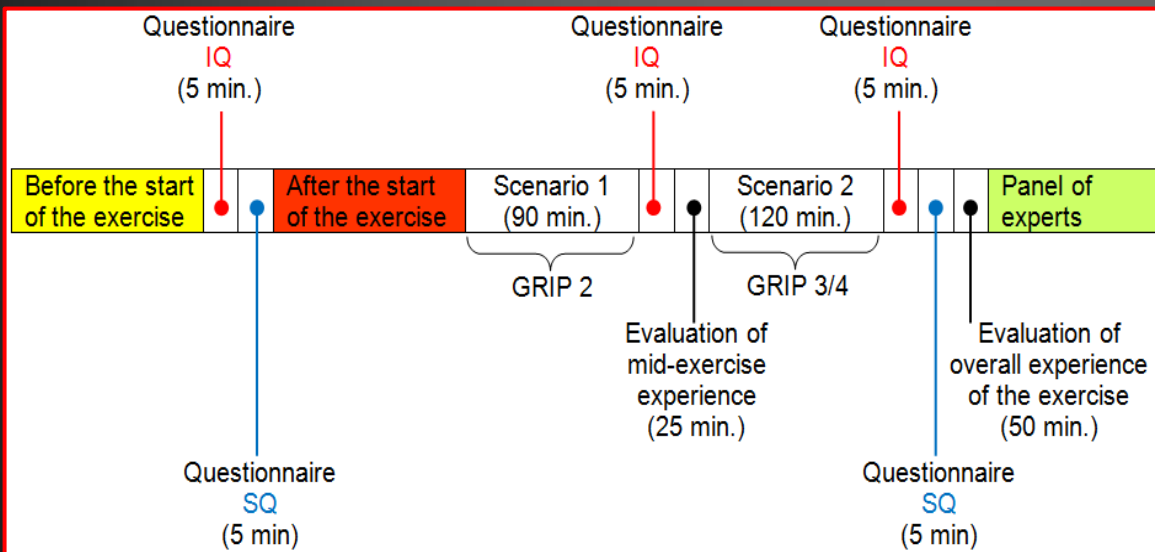 Questionnaire
IQ
(5 min.)
Questionnaire
IQ
(5 min.)
Questionnaire
IQ
(5 min.)
Before the start
of the exercise
After the start
of the exercise
Scenario 1
(90 min.)
Scenario 2
(120 min.)
Panel of
experts
GRIP 2
GRIP 3/4
Evaluation of
mid-exercise
experience
(25 min.)
Evaluation of
overall experience
of the exercise
(50 min.)
Questionnaire
SQ
(5 min)
Questionnaire
SQ
(5 min)